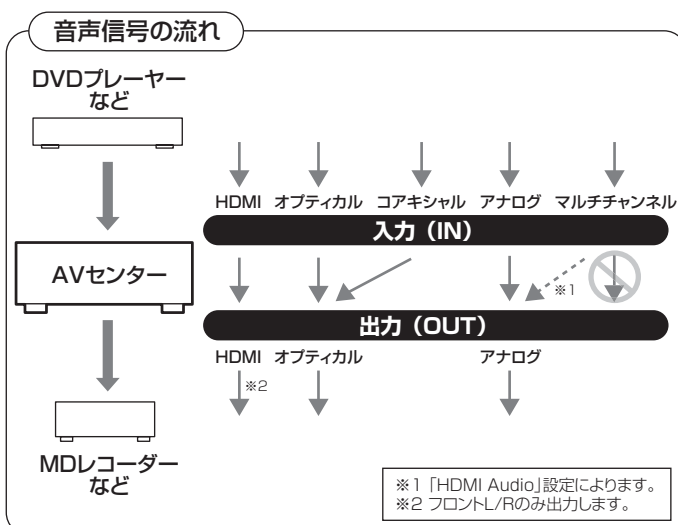 音声信号の流れ
DVDプレーヤー
など
HDMI オプティカル コアキシャル アナログ マルチチャンネル
入力（IN）
AVセンター
※1
出力（OUT）
HDMI オプティカル アナログ
※2
MDレコーダー
など
※1「HDMI Audio」設定によります。
※2 フロントL/Rのみ出力します。